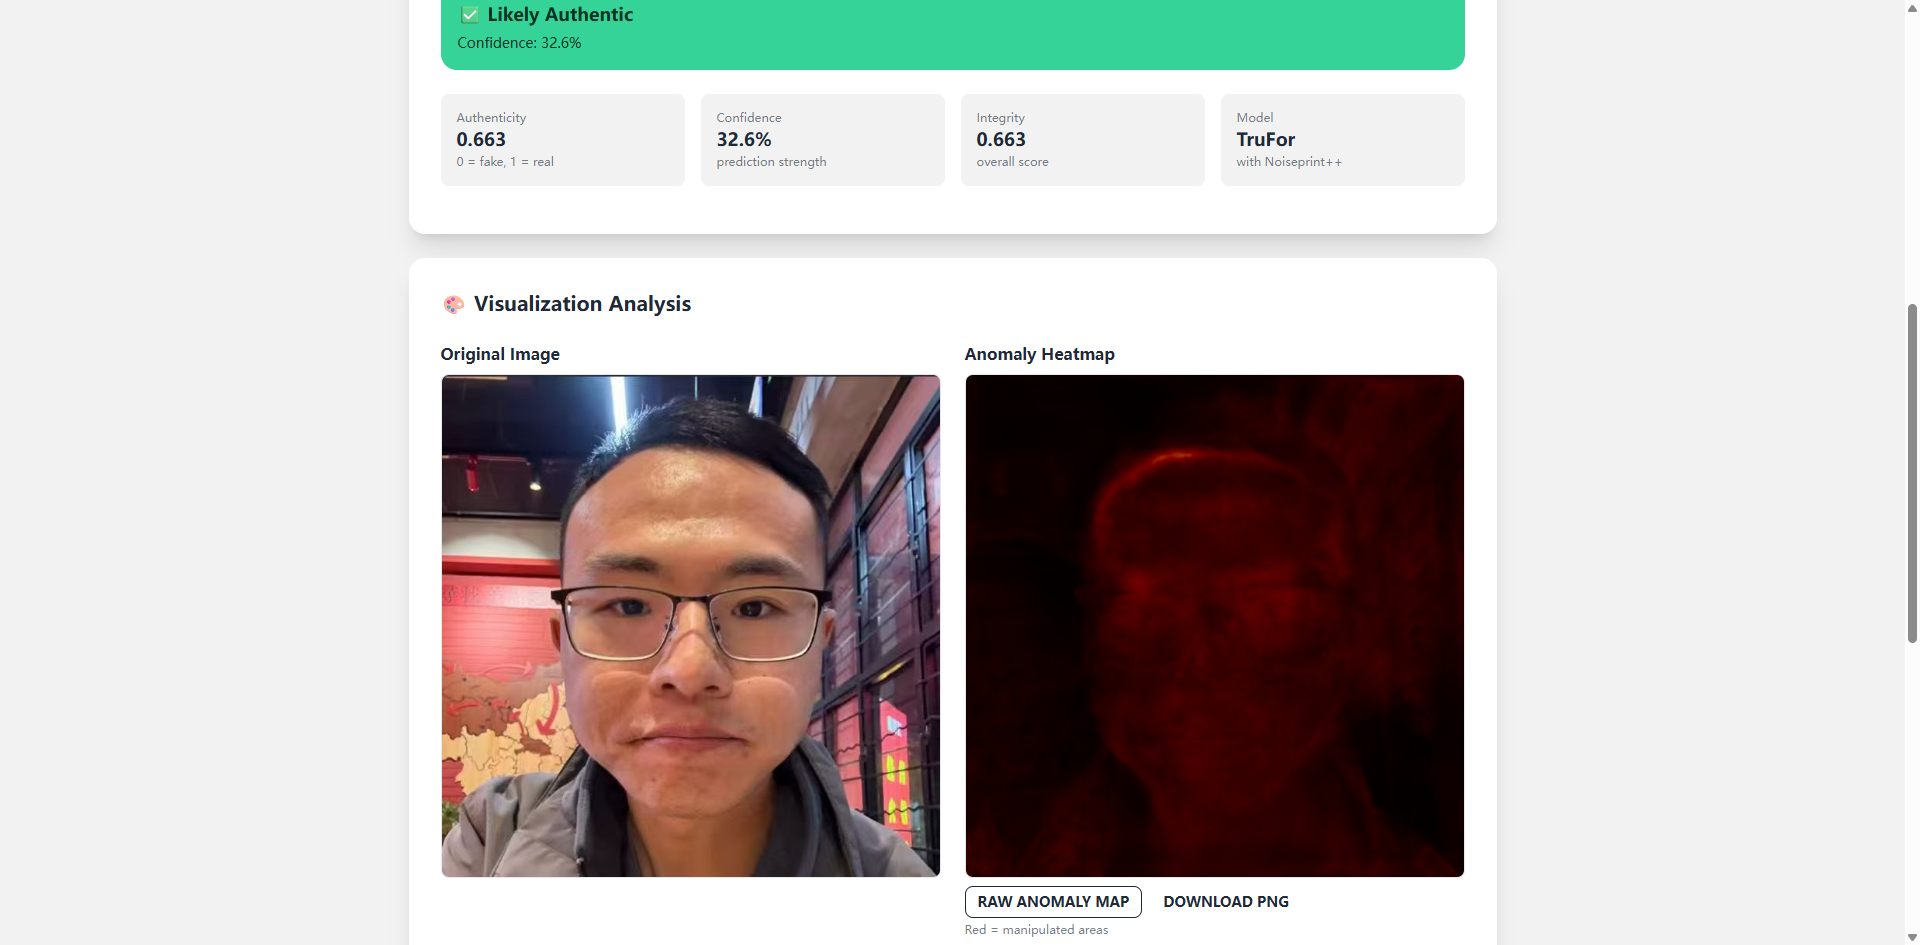 Likely Authentic
Confidence: 32.6%
Authenticity
0.663
0 = fake, 1 = real
Confidence
32.6%
prediction strength
Integrity
0.663
overall score
Model
TruFor
with Noiseprint++
Visualization Analysis
Original Image
Anomaly Heatmap
RAW ANOMALY MAP
DOWNLOAD PNG
Red = manipulated areas